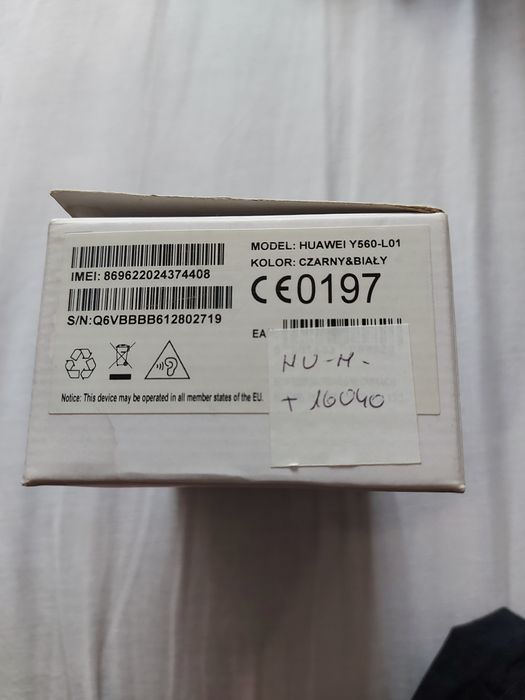 MODEL: HUAWEI Y560-L01
IMEI: 869622024374408
KOLOR: CZARNY&BIAŁY
CE0197
S/N:Q6VBBBB612802719
EA
Notice: This device may be operated in all member states of the EU.
HU-M-
+ 16040